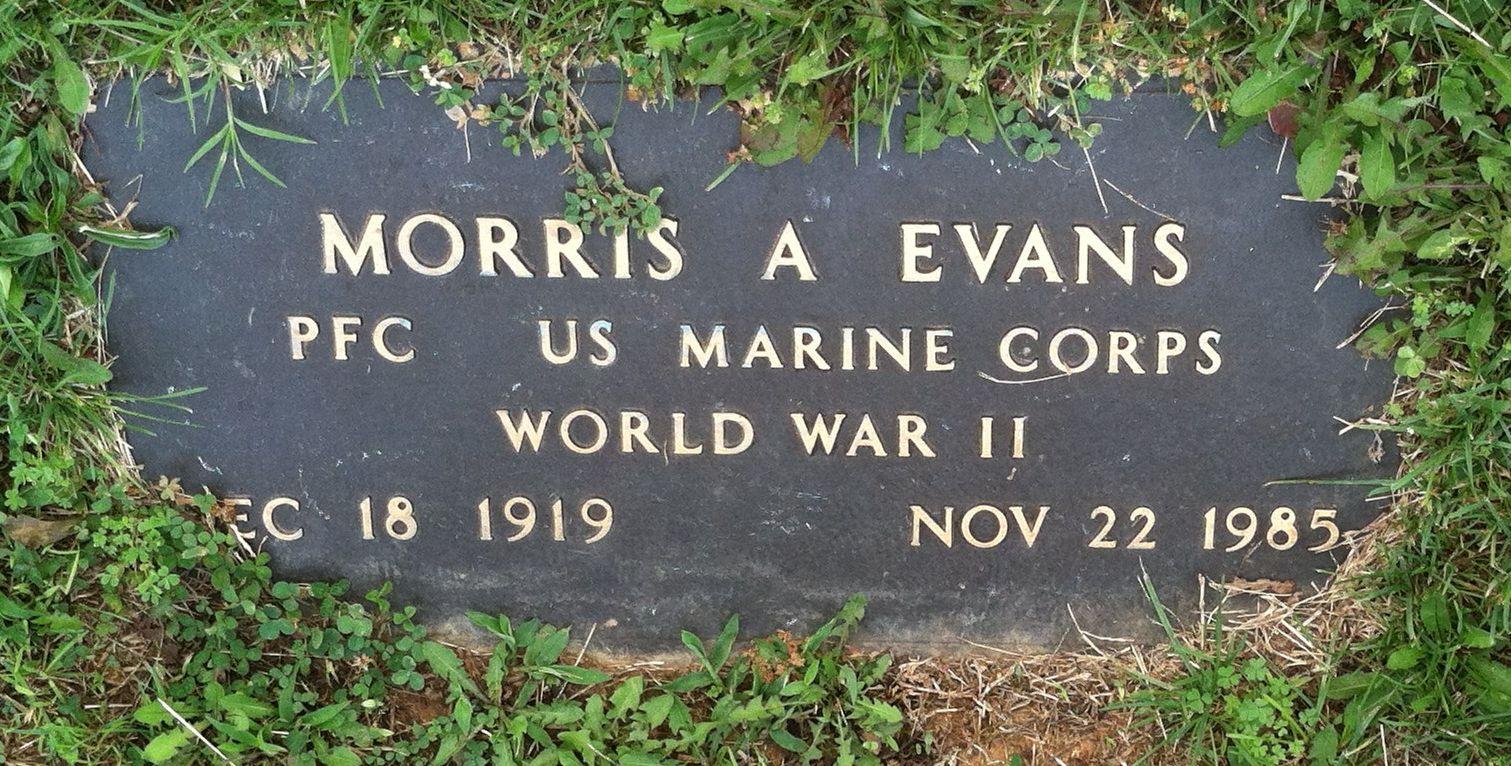 MORRIS A EVANS
PFC US MARINE CORPS
WORLD WAR II
EC 18 1919 NOV 22 1985